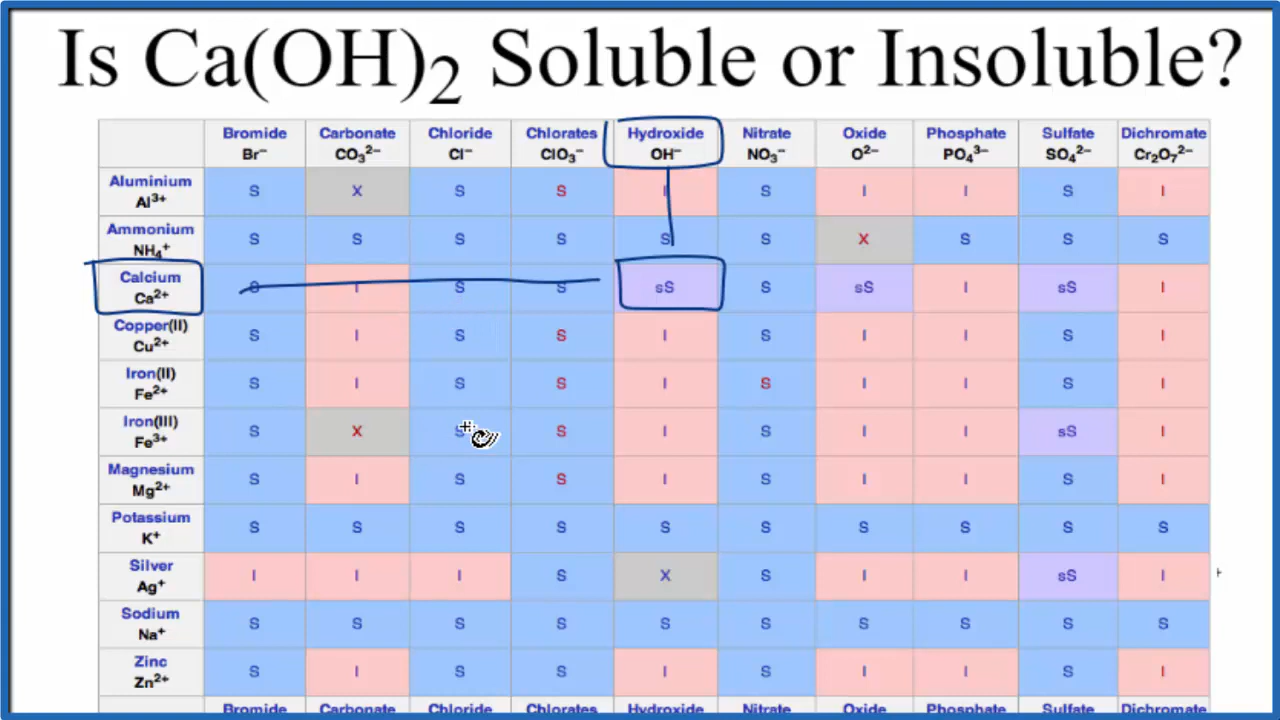 Is Ca(OH)₂ Soluble or Insoluble?
Bromide Carbonate Chloride Chlorates Hydroxide Nitrate Oxide Phosphate Sulfate Dichromate
Br⁻ CO₃²⁻ Cl⁻ ClO₃⁻ OH⁻ NO₃⁻ O²⁻ PO₄³⁻ SO₄²⁻ Cr₂O₇²⁻
Aluminium
Al³⁺ S X S S I S I I S I
Ammonium
NH₄⁺ S S S S S S X S S S
Calcium
Ca²⁺ S I S S sS S sS I sS I
Copper(II)
Cu²⁺ S I S S I S I I S I
Iron(II)
Fe²⁺ S I S S I S I I S I
Iron(III)
Fe³⁺ S X S S I S I I sS I
Magnesium
Mg²⁺ S I S S I S I I S I
Potassium
K⁺ S S S S S S S S S S
Silver
Ag⁺ I I I S X S I I sS I
Sodium
Na⁺ S S S S S S S S S S
Zinc
Zn²⁺ S I S S I S I I S I
Bromide Carbonate Chloride Chlorates Hydroxide Nitrate Oxide Phosphate Sulfate Dichromate